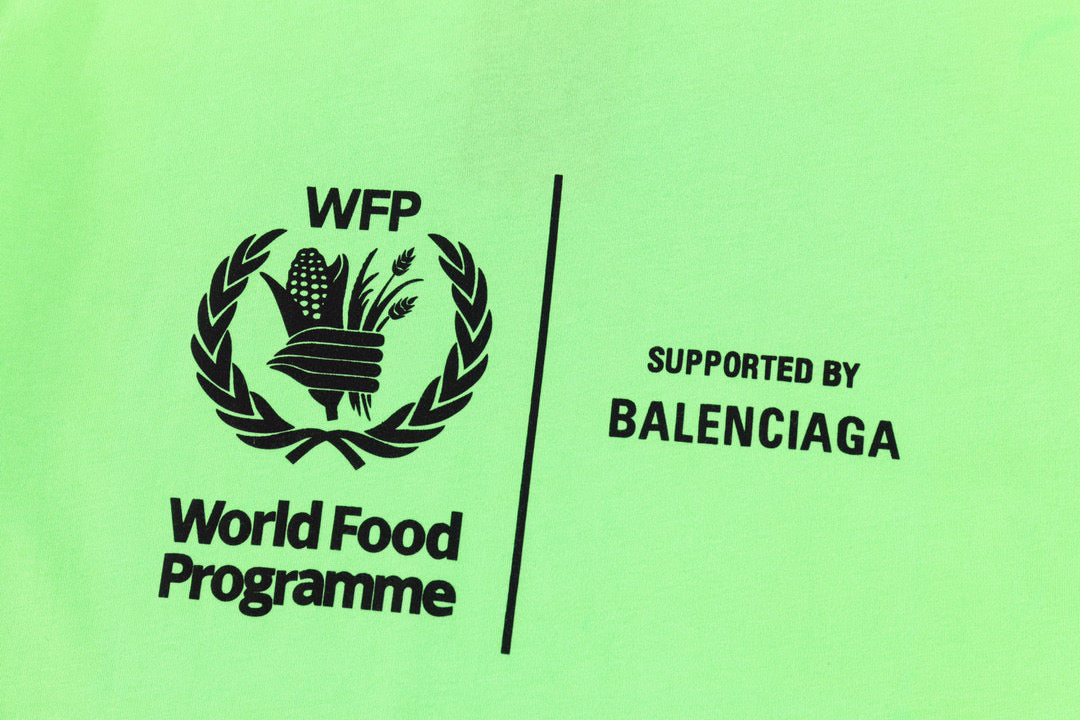 WFP
World Food
Programme
SUPPORTED BY
BALENCIAGA